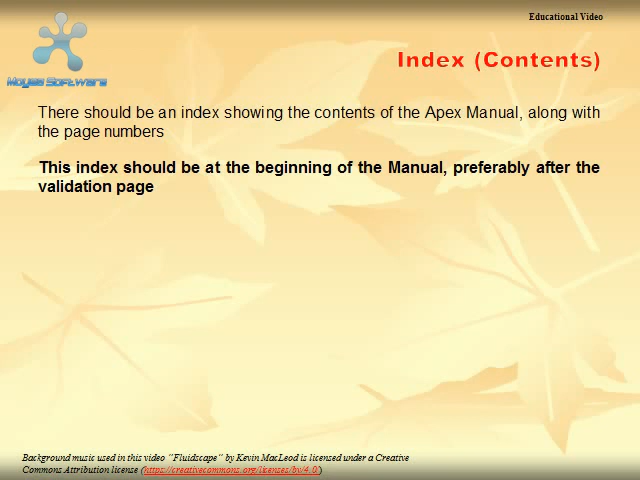 Educational Video
Moyea Software
Index (Contents)
There should be an index showing the contents of the Apex Manual, along with
the page numbers
This index should be at the beginning of the Manual, preferably after the
validation page
Background music used in this video "Fluidscape" by Kevin MacLeod is licensed under a Creative
Commons Attribution license (https://creativecommons.org/licenses/by/4.0/)